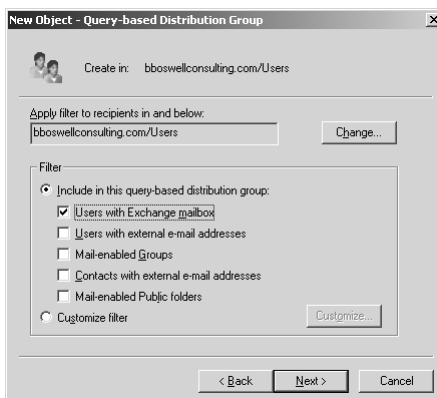 New Object - Query-based Distribution Group
Create in: bboswellconsulting.com/Users
Apply filter to recipients in and below:
bboswellconsulting.com/Users
Change...
Filter
Include in this query-based distribution group:
Users with Exchange mailbox
Users with external e-mail addresses
Mail-enabled Groups
Contacts with external e-mail addresses
Mail-enabled Public folders
Customize filter
Customize...
< Back
Next >
Cancel